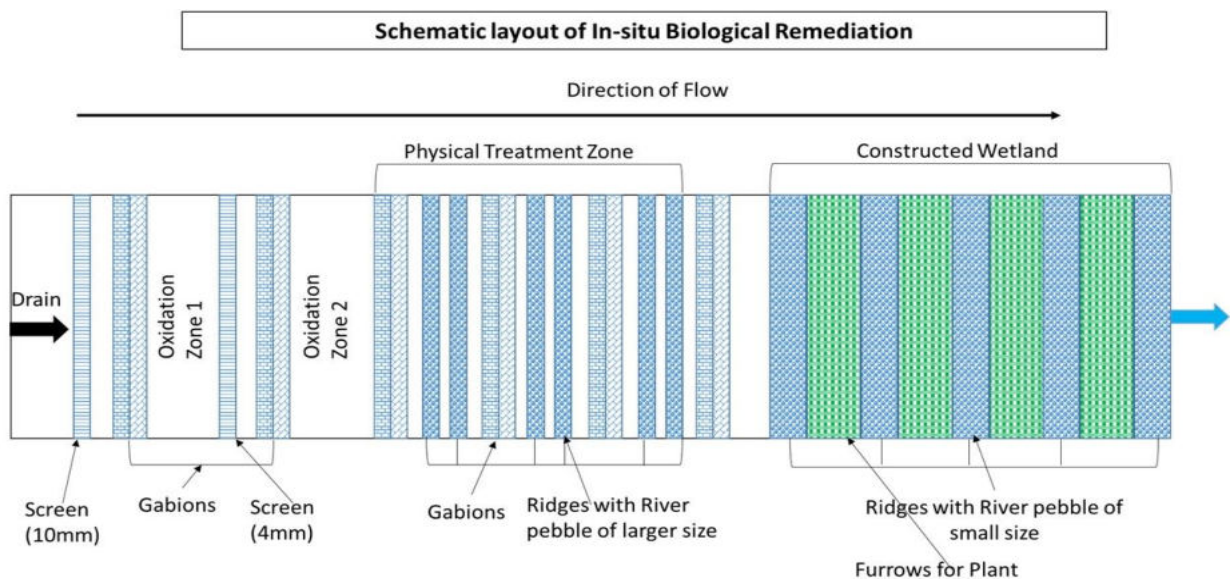 Schematic layout of In-situ Biological Remediation
Direction of Flow
Physical Treatment Zone
Constructed Wetland
Drain
Oxidation
Zone 1
Oxidation
Zone 2
Screen
(10mm)
Gabions
Screen
(4mm)
Gabions
Ridges with River
pebble of larger size
Ridges with River pebble of
small size
Furrows for Plant